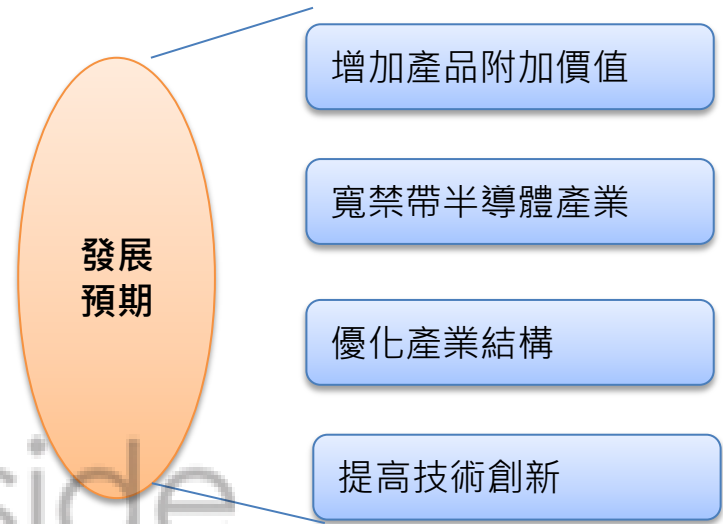 增加產品附加價值
寬禁帶半導體產業
發展
預期
優化產業結構
提高技術創新
side